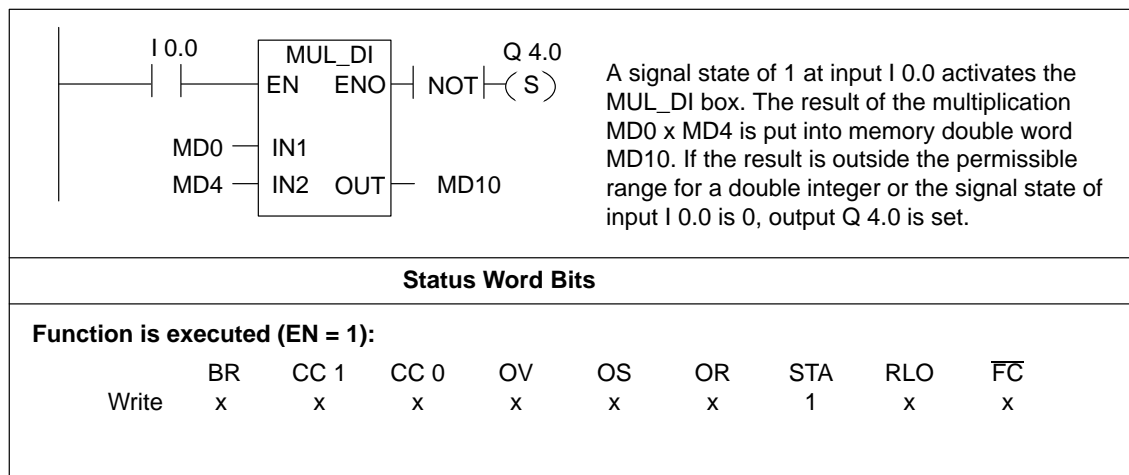 I 0.0
MUL_DI
Q 4.0
EN ENO NOT S
MD0 IN1
MD4 IN2 OUT MD10
A signal state of 1 at input I 0.0 activates the
MUL_DI box. The result of the multiplication
MD0 x MD4 is put into memory double word
MD10. If the result is outside the permissible
range for a double integer or the signal state of
input I 0.0 is 0, output Q 4.0 is set.
Status Word Bits
Function is executed (EN = 1):
BR CC 1 CC 0 OV OS OR STA RLO FC
Write x x x x x x 1 x x